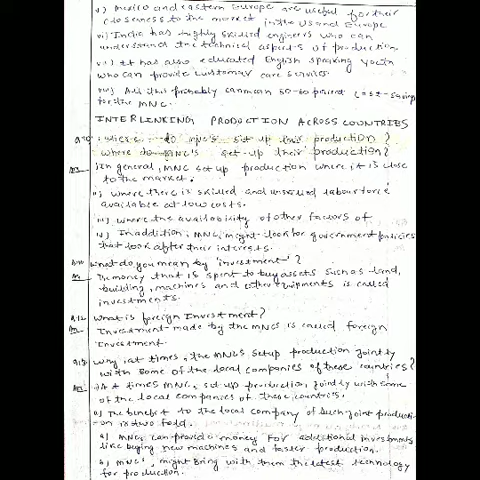 v) Mexico and eastern Europe are useful for their
closeness to the market in the US and Europe
vi) India has highly skilled engineers who can
understand the technical aspects of production.
vii) It has also educated English speaking youth
who can provide customer care services.
viii) All this probably can mean 50-60 percent cost-savings
for the MNC.
INTERLINKING PRODUCTION ACROSS COUNTRIES
do MNC's set up their production?
Where do MNC's set-up their production?
In general, MNC set up production where it is close
to the market.
ii) where there is skilled and unskilled labour force
available at low costs.
iii) where the availability of other factors of
iv) In addition, MNC might look for government policies
that look after their interests.
What do you mean by 'investment'?
The money that is spent to buy assets such as land,
building, machines and other equipments is called
investments.
Q.12 What is foreign Investment?
Investment made by the MNCs is called foreign
Investment.
Why, at times, the MNCs setup production jointly
with some of the local companies of these countries?
At times MNC, set up production, jointly with some
of the local companies of these countries.
The benefit to the local company of such joint producti-
on is two fold.
a) MNCs can provide money for additional investments
like buying new machines and faster production.
b) MNC's, might bring with them the latest technology
for production.